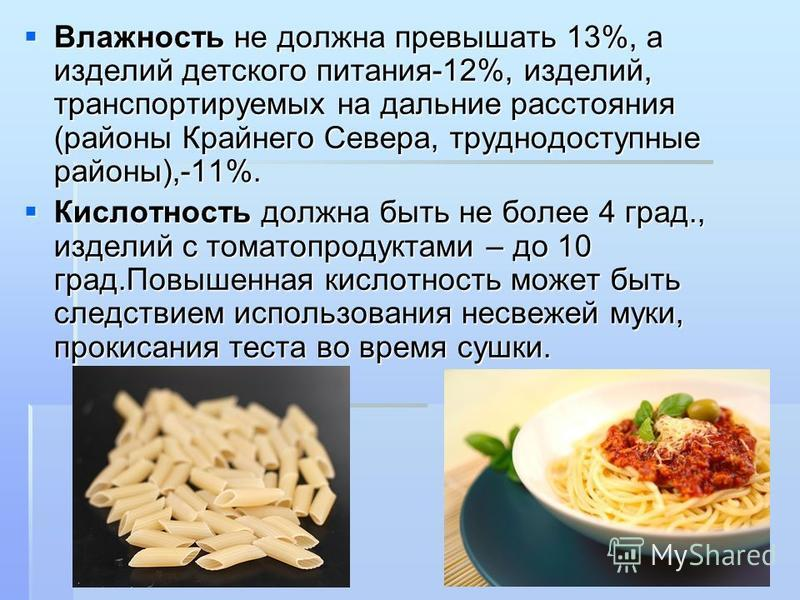 Влажность не должна превышать 13%, а
изделий детского питания-12%, изделий,
транспортируемых на дальние расстояния
(районы Крайнего Севера, труднодоступные
районы),-11%.
Кислотность должна быть не более 4 град.,
изделий с томатопродуктами – до 10
град.Повышенная кислотность может быть
следствием использования несвежей муки,
прокисания теста во время сушки.
MyShared